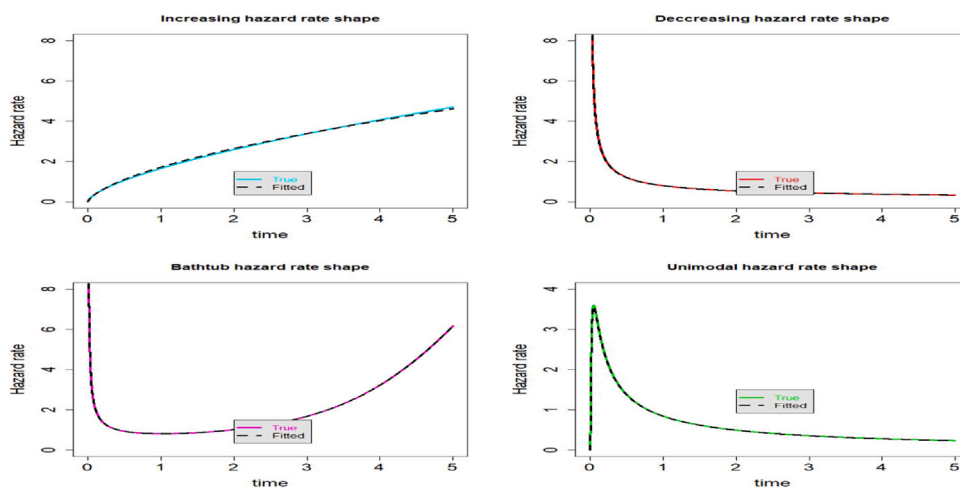 Increasing hazard rate shape
Hazard rate
8
6
4
2
0
True
Fitted
0 1 2 3 4 5
time
Deccreasing hazard rate shape
Hazard rate
8
6
4
2
0
True
Fitted
0 1 2 3 4 5
time
Bathtub hazard rate shape
Hazard rate
8
6
4
2
0
True
Fitted
0 1 2 3 4 5
time
Unimodal hazard rate shape
Hazard rate
4
3
2
1
0
True
Fitted
0 1 2 3 4 5
time